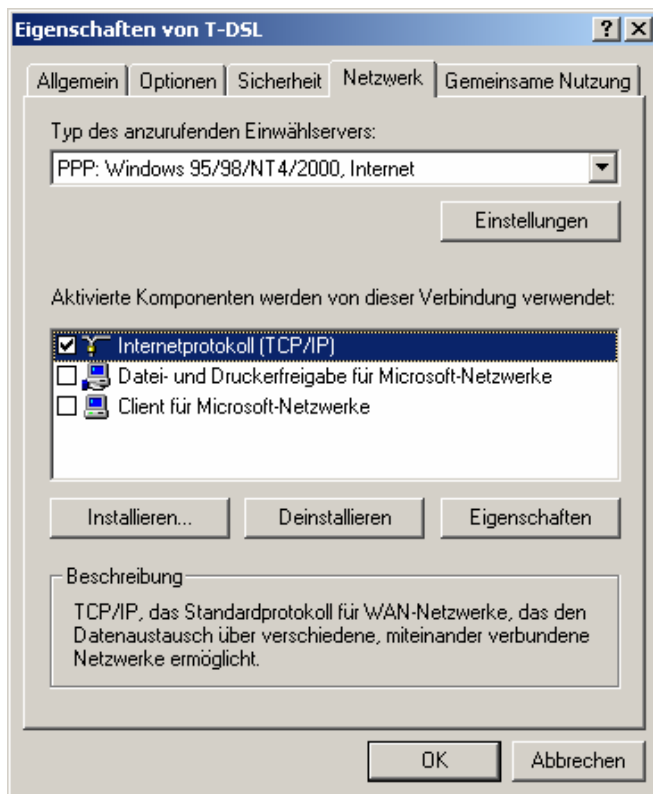 Eigenschaften von T-DSL
Allgemein Optionen Sicherheit Netzwerk Gemeinsame Nutzung
Typ des anzurufenden Einwählservers:
PPP: Windows 95/98/NT4/2000, Internet
Einstellungen
Aktivierte Komponenten werden von dieser Verbindung verwendet:
Internetprotokoll (TCP/IP)
Datei- und Druckerfreigabe für Microsoft-Netzwerke
Client für Microsoft-Netzwerke
Installieren... Deinstallieren Eigenschaften
Beschreibung
TCP/IP, das Standardprotokoll für WAN-Netzwerke, das den
Datenaustausch über verschiedene, miteinander verbundene
Netzwerke ermöglicht.
OK Abbrechen